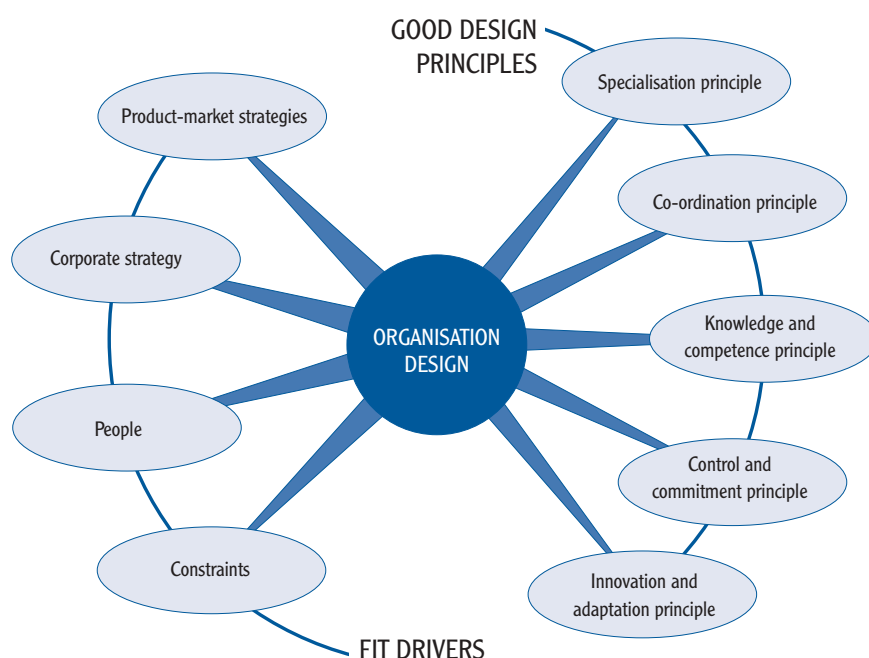 GOOD DESIGN
PRINCIPLES
Specialisation principle
Product-market strategies
Co-ordination principle
Corporate strategy
ORGANISATION
DESIGN
Knowledge and
competence principle
People
Control and
commitment principle
Constraints
Innovation and
adaptation principle
FIT DRIVERS